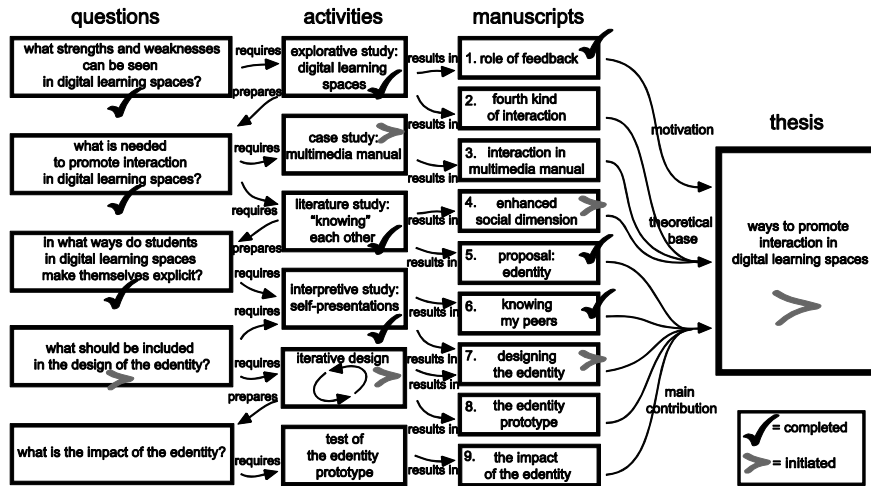 questions
activities
manuscripts
thesis
what strengths and weaknesses
can be seen
in digital learning spaces?
requires
explorative study:
digital learning
spaces
results in
1. role of feedback
prepares
2. fourth kind
of interaction
results in
motivation
what is needed
to promote interaction
in digital learning spaces?
requires
case study:
multimedia manual
results in
3. interaction in
multimedia manual
requires
literature study:
"knowing"
each other
results in
4. enhanced
social dimension
theoretical
base
prepares
in what ways do students
in digital learning spaces
make themselves explicit?
requires
results in
5. proposal:
edentity
ways to promote
interaction in
digital learning spaces
interpretive study:
self-presentations
results in
6. knowing
my peers
requires
what should be included
in the design of the edentity?
requires
iterative design
results in
results in
7. designing
the edentity
results in
prepares
main
contribution
8. the edentity
prototype
what is the impact of the edentity?
requires
test of
the edentity
prototype
results in
results in
9. the impact
of the edentity
= completed
= initiated